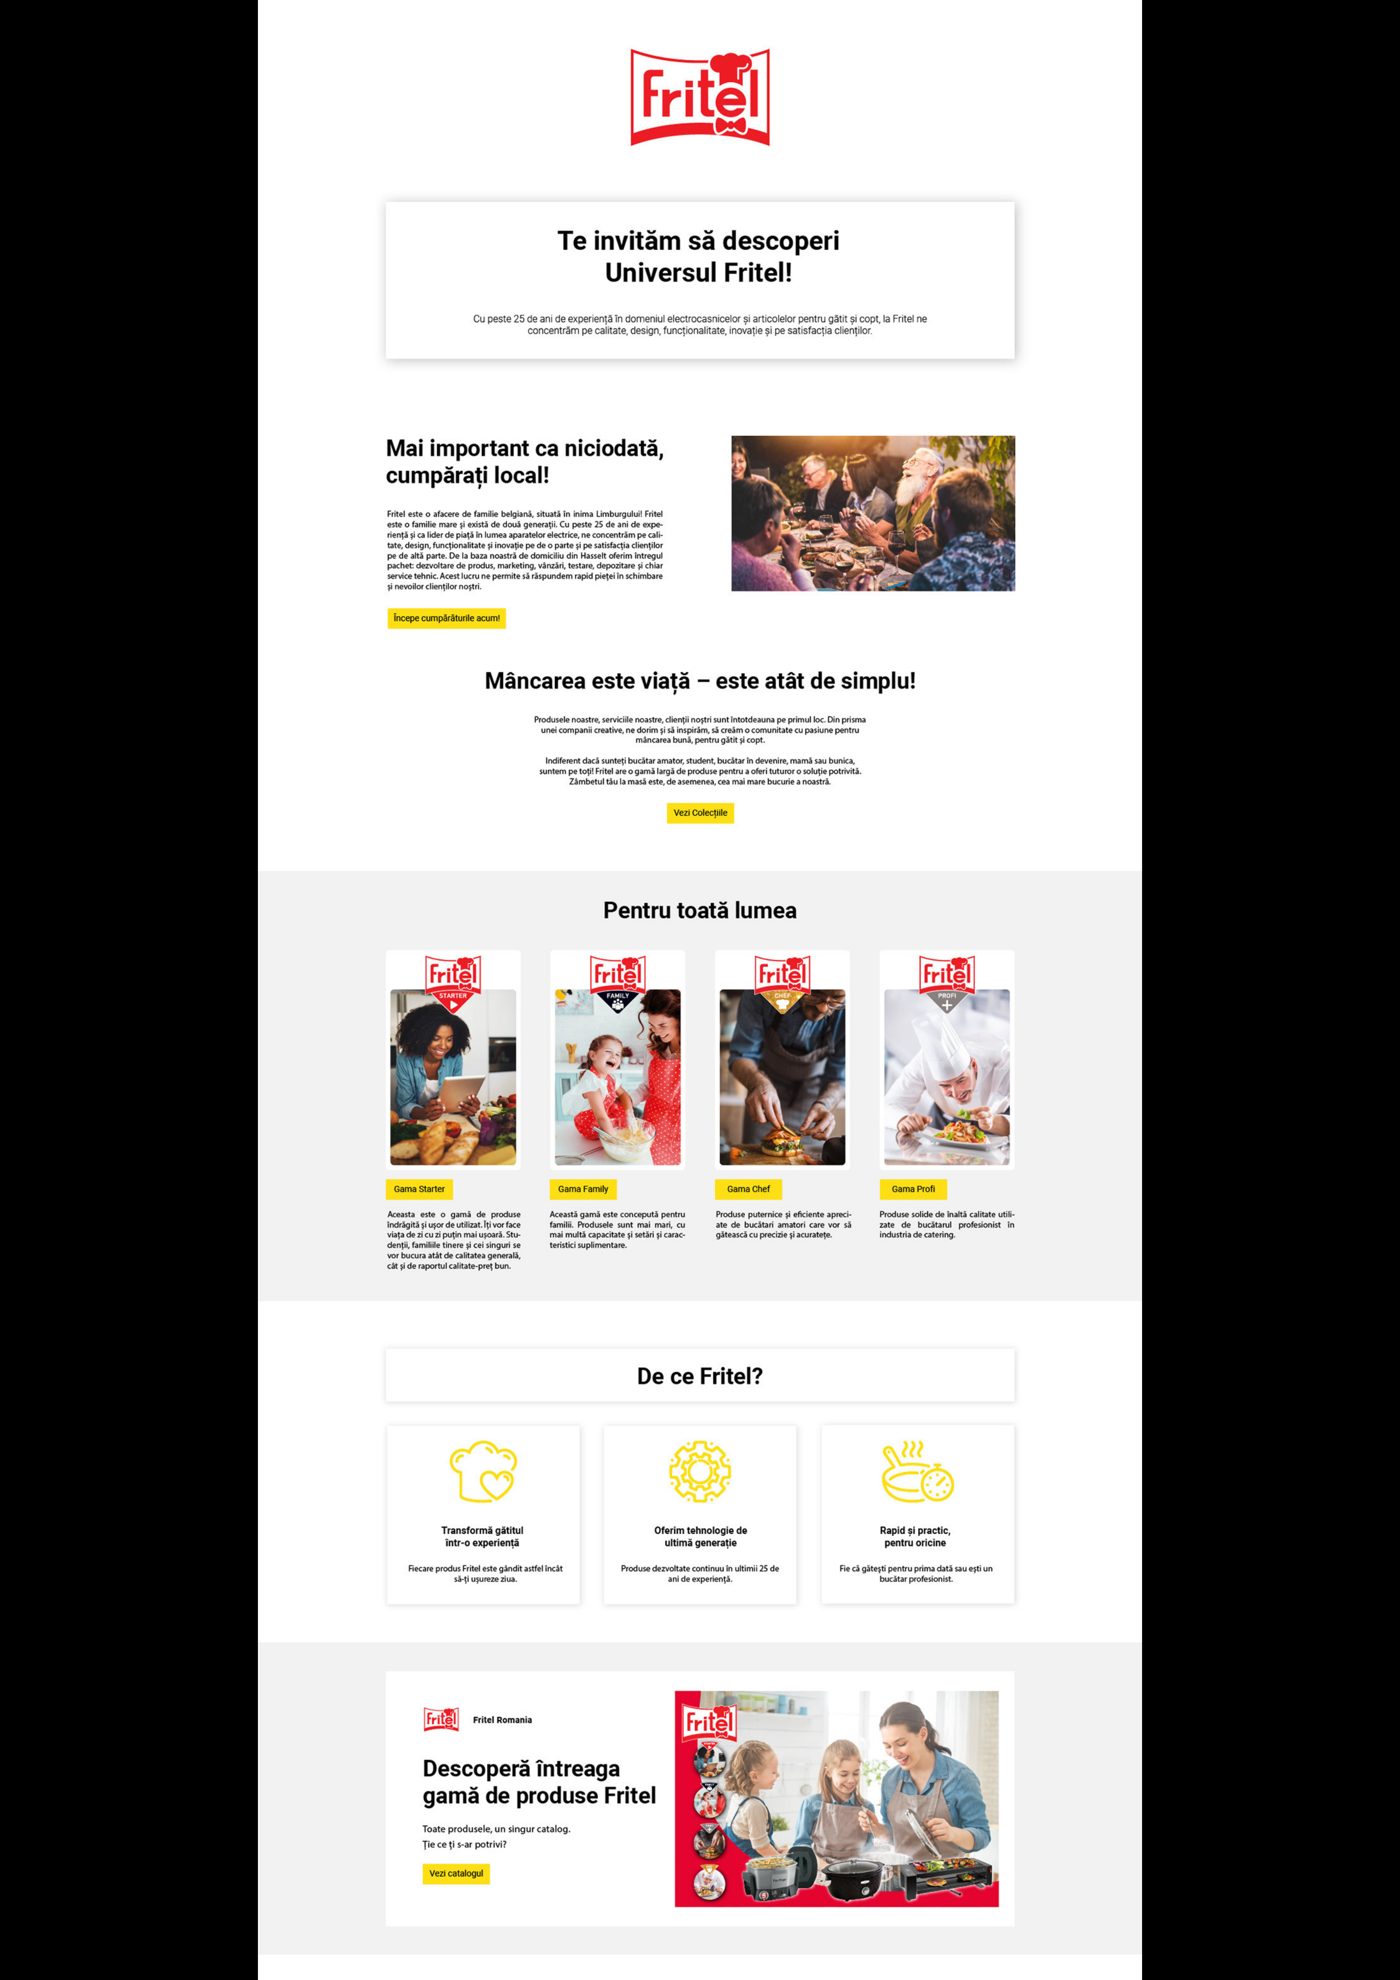 Fritel
Te invităm să descoperi
Universul Fritel!
Cu peste 25 de ani de experiență în domeniul electrocasnicelor și articolelor pentru gătit și copt, la Fritel ne
concentrăm pe calitate, design, funcționalitate, inovație și pe satisfacția clienților.
Mai important ca niciodată,
cumpărați local!
Fritel este o afacere de familie belgiană, situată în inima Limburgului! Fritel
este o familie mare și există de două generații. Cu peste 25 de ani de expe-
riență și ca lider de piață în lumea aparatelor electrice, ne concentrăm pe cali-
tate, design, funcționalitate și inovație pe de o parte și pe satisfacția clienților
pe de altă parte. De la baza noastră de domiciliu din Hasselt oferim întregul
pachet: dezvoltare de produs, marketing, vânzări, testare, depozitare și chiar
service tehnic. Acest lucru ne permite să răspundem rapid pieței în schimbare
și nevoilor clienților noștri.
Începe cumpărăturile acum!
Mâncarea este viață – este atât de simplu!
Produsele noastre, serviciile noastre, clienții noștri sunt întotdeauna pe primul loc. Din prisma
unei companii creative, ne dorim și să inspirăm, să creăm o comunitate cu pasiune pentru
mâncarea bună, pentru gătit și copt.
Indiferent dacă sunteți bucătar amator, student, bucătar în devenire, mamă sau bunica,
suntem pe toți! Fritel are o gamă largă de produse pentru a oferi tuturor o soluție potrivită.
Zâmbetul tău la masă este, de asemenea, cea mai mare bucurie a noastră.
Vezi Colecțiile
Pentru toată lumea
Fritel
STARTER
Fritel
FAMILY
Fritel
CHEF
Fritel
PROFI
Gama Starter
Gama Family
Gama Chef
Gama Profi
Aceasta este o gamă de produse
îndrăgită și ușor de utilizat. Îți vor face
viața de zi cu zi puțin mai ușoară. Stu-
denții, familiile tinere și cei singuri se
vor bucura atât de calitatea generală,
cât și de raportul calitate-preț bun.
Această gamă este concepută pentru
familii. Produsele sunt mai mari, cu
mai multă capacitate și setări și carac-
teristici suplimentare.
Produse puternice și eficiente apreci-
ate de bucătari amatori care vor să
gătească cu precizie și acuratețe.
Produse solide de înaltă calitate utili-
zate de bucătarul profesionist în
industria de catering.
De ce Fritel?
Transformă gătitul
într-o experiență
Fiecare produs Fritel este gândit astfel încât
să-ți ușureze ziua.
Oferim tehnologie de
ultimă generație
Produse dezvoltate continuu în ultimii 25 de
ani de experiență.
Rapid și practic,
pentru oricine
Fie că gătești pentru prima dată sau ești un
bucătar profesionist.
Fritel
Fritel Romania
Descoperă întreaga
gamă de produse Fritel
Toate produsele, un singur catalog.
Ție ce ți s-ar potrivi?
Vezi catalogul
Fritel